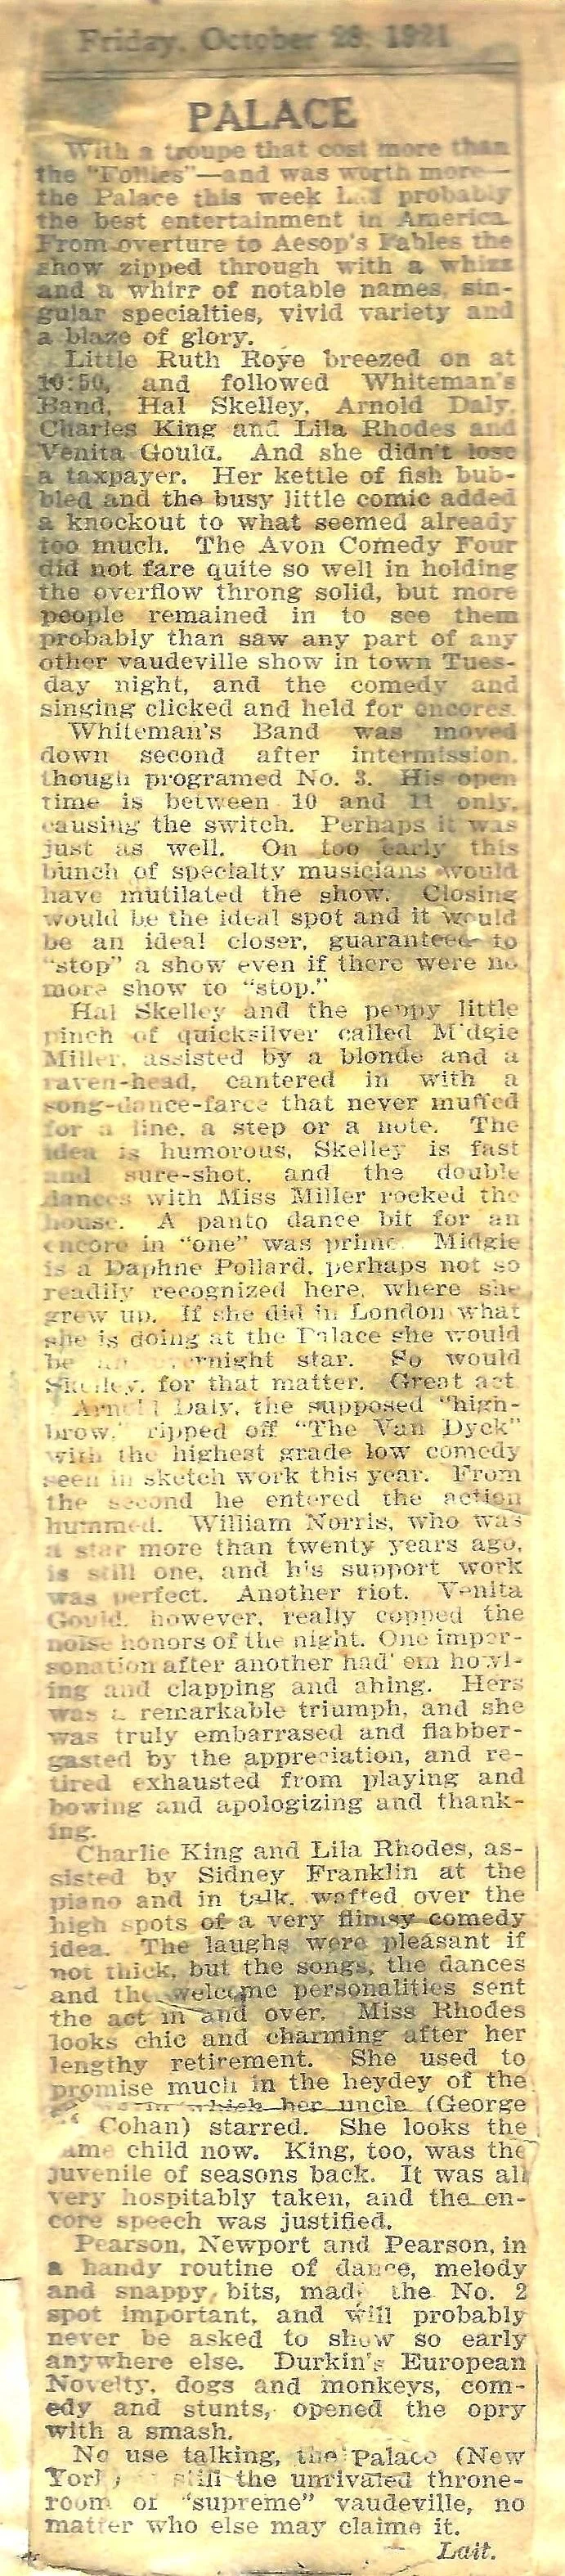 Friday, October 28, 1921
PALACE
With a troupe that cost more than
the "Follies"—and was worth more—
the Palace this week had probably
the best entertainment in America.
From overture to Aesop's Fables the
show zipped through with a whizz
and a whirr of notable names, sin-
gular specialties, vivid variety and
a blaze of glory.
Little Ruth Roye breezed on at
10:50, and followed Whiteman's
Band, Hal Skelley, Arnold Daly,
Charles King and Lila Rhodes and
Venita Gould. And she didn't lose
a taxpayer. Her kettle of fish bub-
bled and the busy little comic added
a knockout to what seemed already
too much. The Avon Comedy Four
did not fare quite so well in holding
the overflow throng solid, but more
people remained in to see them
probably than saw any part of any
other vaudeville show in town Tues-
day night, and the comedy and
singing clicked and held for encores.
Whiteman's Band was moved
down second after intermission,
though programed No. 3. His open
time is between 10 and 11 only,
causing the switch. Perhaps it was
just as well. On too early this
bunch of specialty musicians would
have mutilated the show. Closing
would be the ideal spot and it would
be an ideal closer, guaranteed to
"stop" a show even if there were no
more show to "stop."
Hal Skelley and the peppy little
pinch of quicksilver called Midgie
Miller, assisted by a blonde and a
raven-head, cantered in with a
song-dance-farce that never muffed
for a line, a step or a note. The
idea is humorous, Skelley is fast
and sure-shot, and the double
dances with Miss Miller rocked the
house. A panto dance bit for an
encore in "one" was prime. Midgie
is a Daphne Pollard, perhaps not so
readily recognized here, where she
grew up. If she did in London what
she is doing at the Palace she would
be an overnight star. So would
Skelley, for that matter. Great act
Arnold Daly, the supposed "high-
brow," ripped off "The Van Dyck"
with the highest grade low comedy
seen in sketch work this year. From
the second he entered the action
hummed. William Norris, who was
a star more than twenty years ago,
is still one, and his support work
was perfect. Another riot. Venita
Gould, however, really copped the
noise honors of the night. One imper-
sonation after another had' em howl-
ing and clapping and ahing. Hers
was a remarkable triumph, and she
was truly embarrased and flabber-
gasted by the appreciation, and re-
tired exhausted from playing and
bowing and apologizing and thank-
ing.
Charlie King and Lila Rhodes, as-
sisted by Sidney Franklin at the
piano and in talk, wafted over the
high spots of a very flimsy comedy
idea. The laughs were pleasant if
not thick, but the songs, the dances
and the welcome personalities sent
the act in and over. Miss Rhodes
looks chic and charming after her
lengthy retirement. She used to
promise much in the heydey of the
in which her uncle (George
Cohan) starred. She looks the
same child now. King, too, was the
juvenile of seasons back. It was all
very hospitably taken, and the en-
core speech was justified.
Pearson, Newport and Pearson, in
a handy routine of dance, melody
and snappy bits, made the No. 2
spot important, and will probably
never be asked to show so early
anywhere else. Durkin's European
Novelty, dogs and monkeys, com-
edy and stunts, opened the opry
with a smash.
No use talking, the Palace (New
York) still the unrivaled throne-
room of "supreme" vaudeville, no
matter who else may claime it.
Lait.